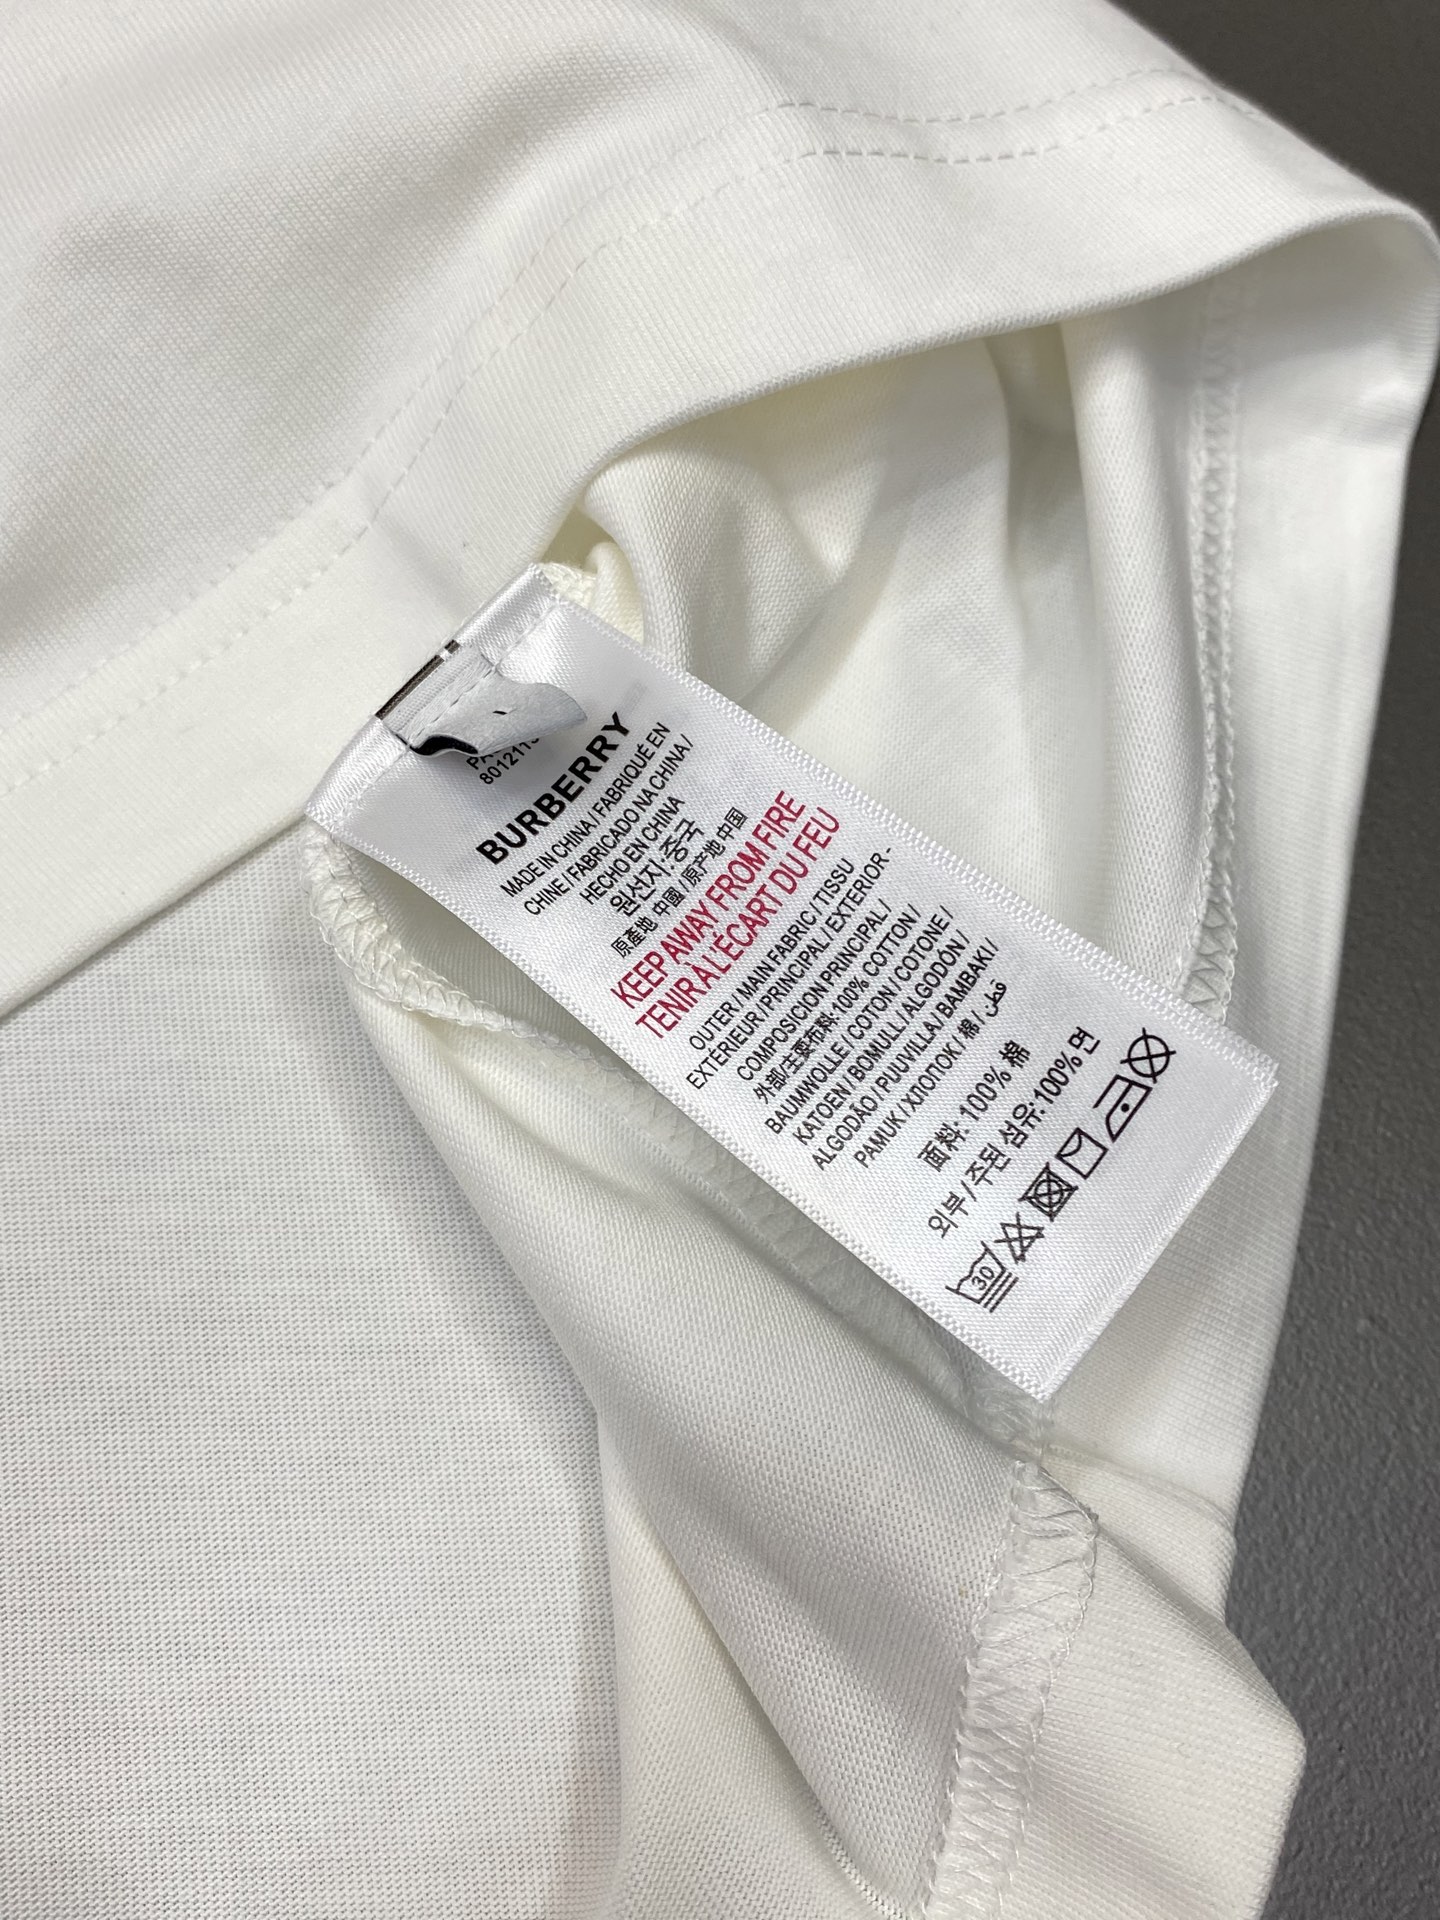 8012115
BURBERRY
MADE IN CHINA / FABRIQUÉ EN
CHINE / FABRICADO NA CHINA /
HECHO EN CHINA
원산지:중국
原產地 中國 / 原产地 中国
KEEP AWAY FROM FIRE
TENIR À L'ÉCART DU FEU
OUTER / MAIN FABRIC / TISSU
EXTÉRIEUR / PRINCIPAL / EXTERIOR -
COMPOSICION PRINCIPAL /
外部/主要布料:100% COTTON /
BAUMWOLLE / COTON / COTONE /
KATOEN / BOMULL / ALGODÓN /
ALGODÃO / PUUVILLA / BAMBAKI /
PAMUK / ХЛОПОК / 棉 / قطن
面料: 100% 棉
외부 / 주된 섬유:100% 면
30